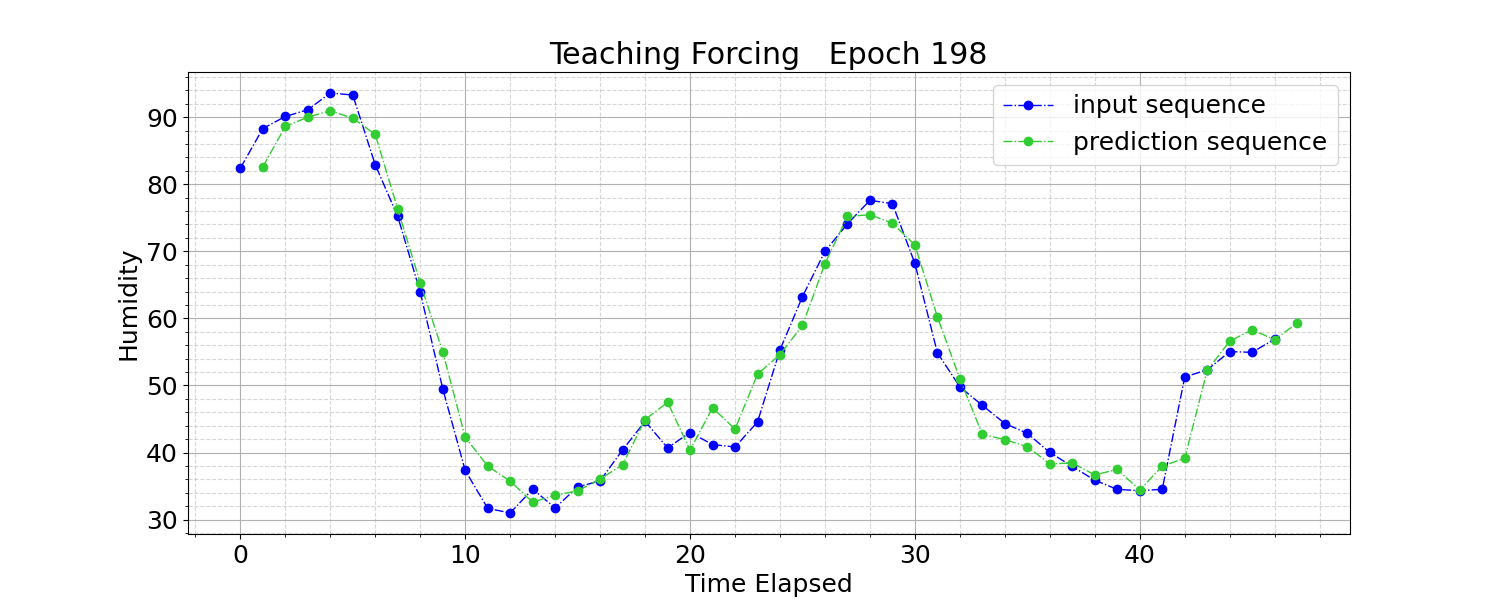 Teaching Forcing   Epoch 198
input sequence
prediction sequence
Humidity
90
80
70
60
50
40
30
0 10 20 30 40
Time Elapsed